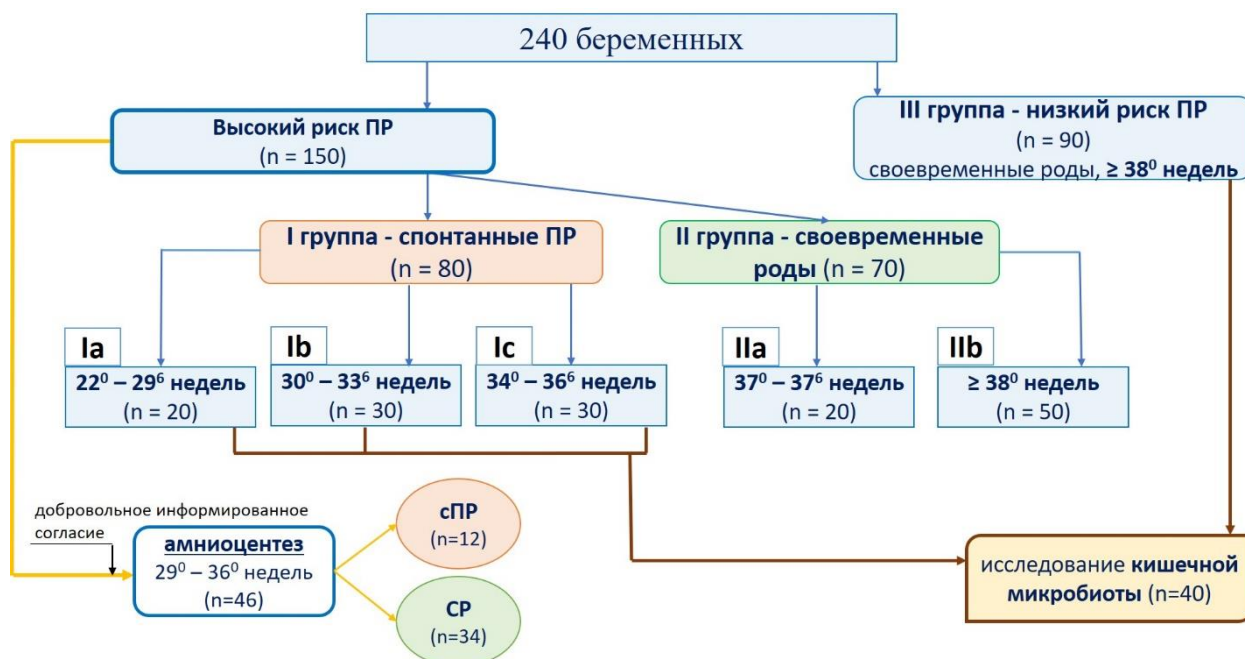 240 беременных
Высокий риск ПР
(n = 150)
III группа - низкий риск ПР
(n = 90)
своевременные роды, ≥ 38⁰ недель
I группа - спонтанные ПР
(n = 80)
II группа - своевременные
роды (n = 70)
Ia
22⁰ – 29⁶ недель
(n = 20)
Ib
30⁰ – 33⁶ недель
(n = 30)
Ic
34⁰ – 36⁶ недель
(n = 30)
IIa
37⁰ – 37⁶ недель
(n = 20)
IIb
≥ 38⁰ недель
(n = 50)
добровольное информированное
согласие
амниоцентез
29⁰ – 36⁰ недель
(n=46)
сПР
(n=12)
СР
(n=34)
исследование кишечной
микробиоты (n=40)